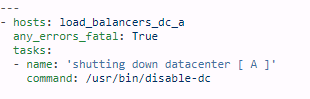 ---
- hosts: load_balancers_dc_a
  any_errors_fatal: True
  tasks:
  - name: 'shutting down datacenter [ A ]'
    command: /usr/bin/disable-dc